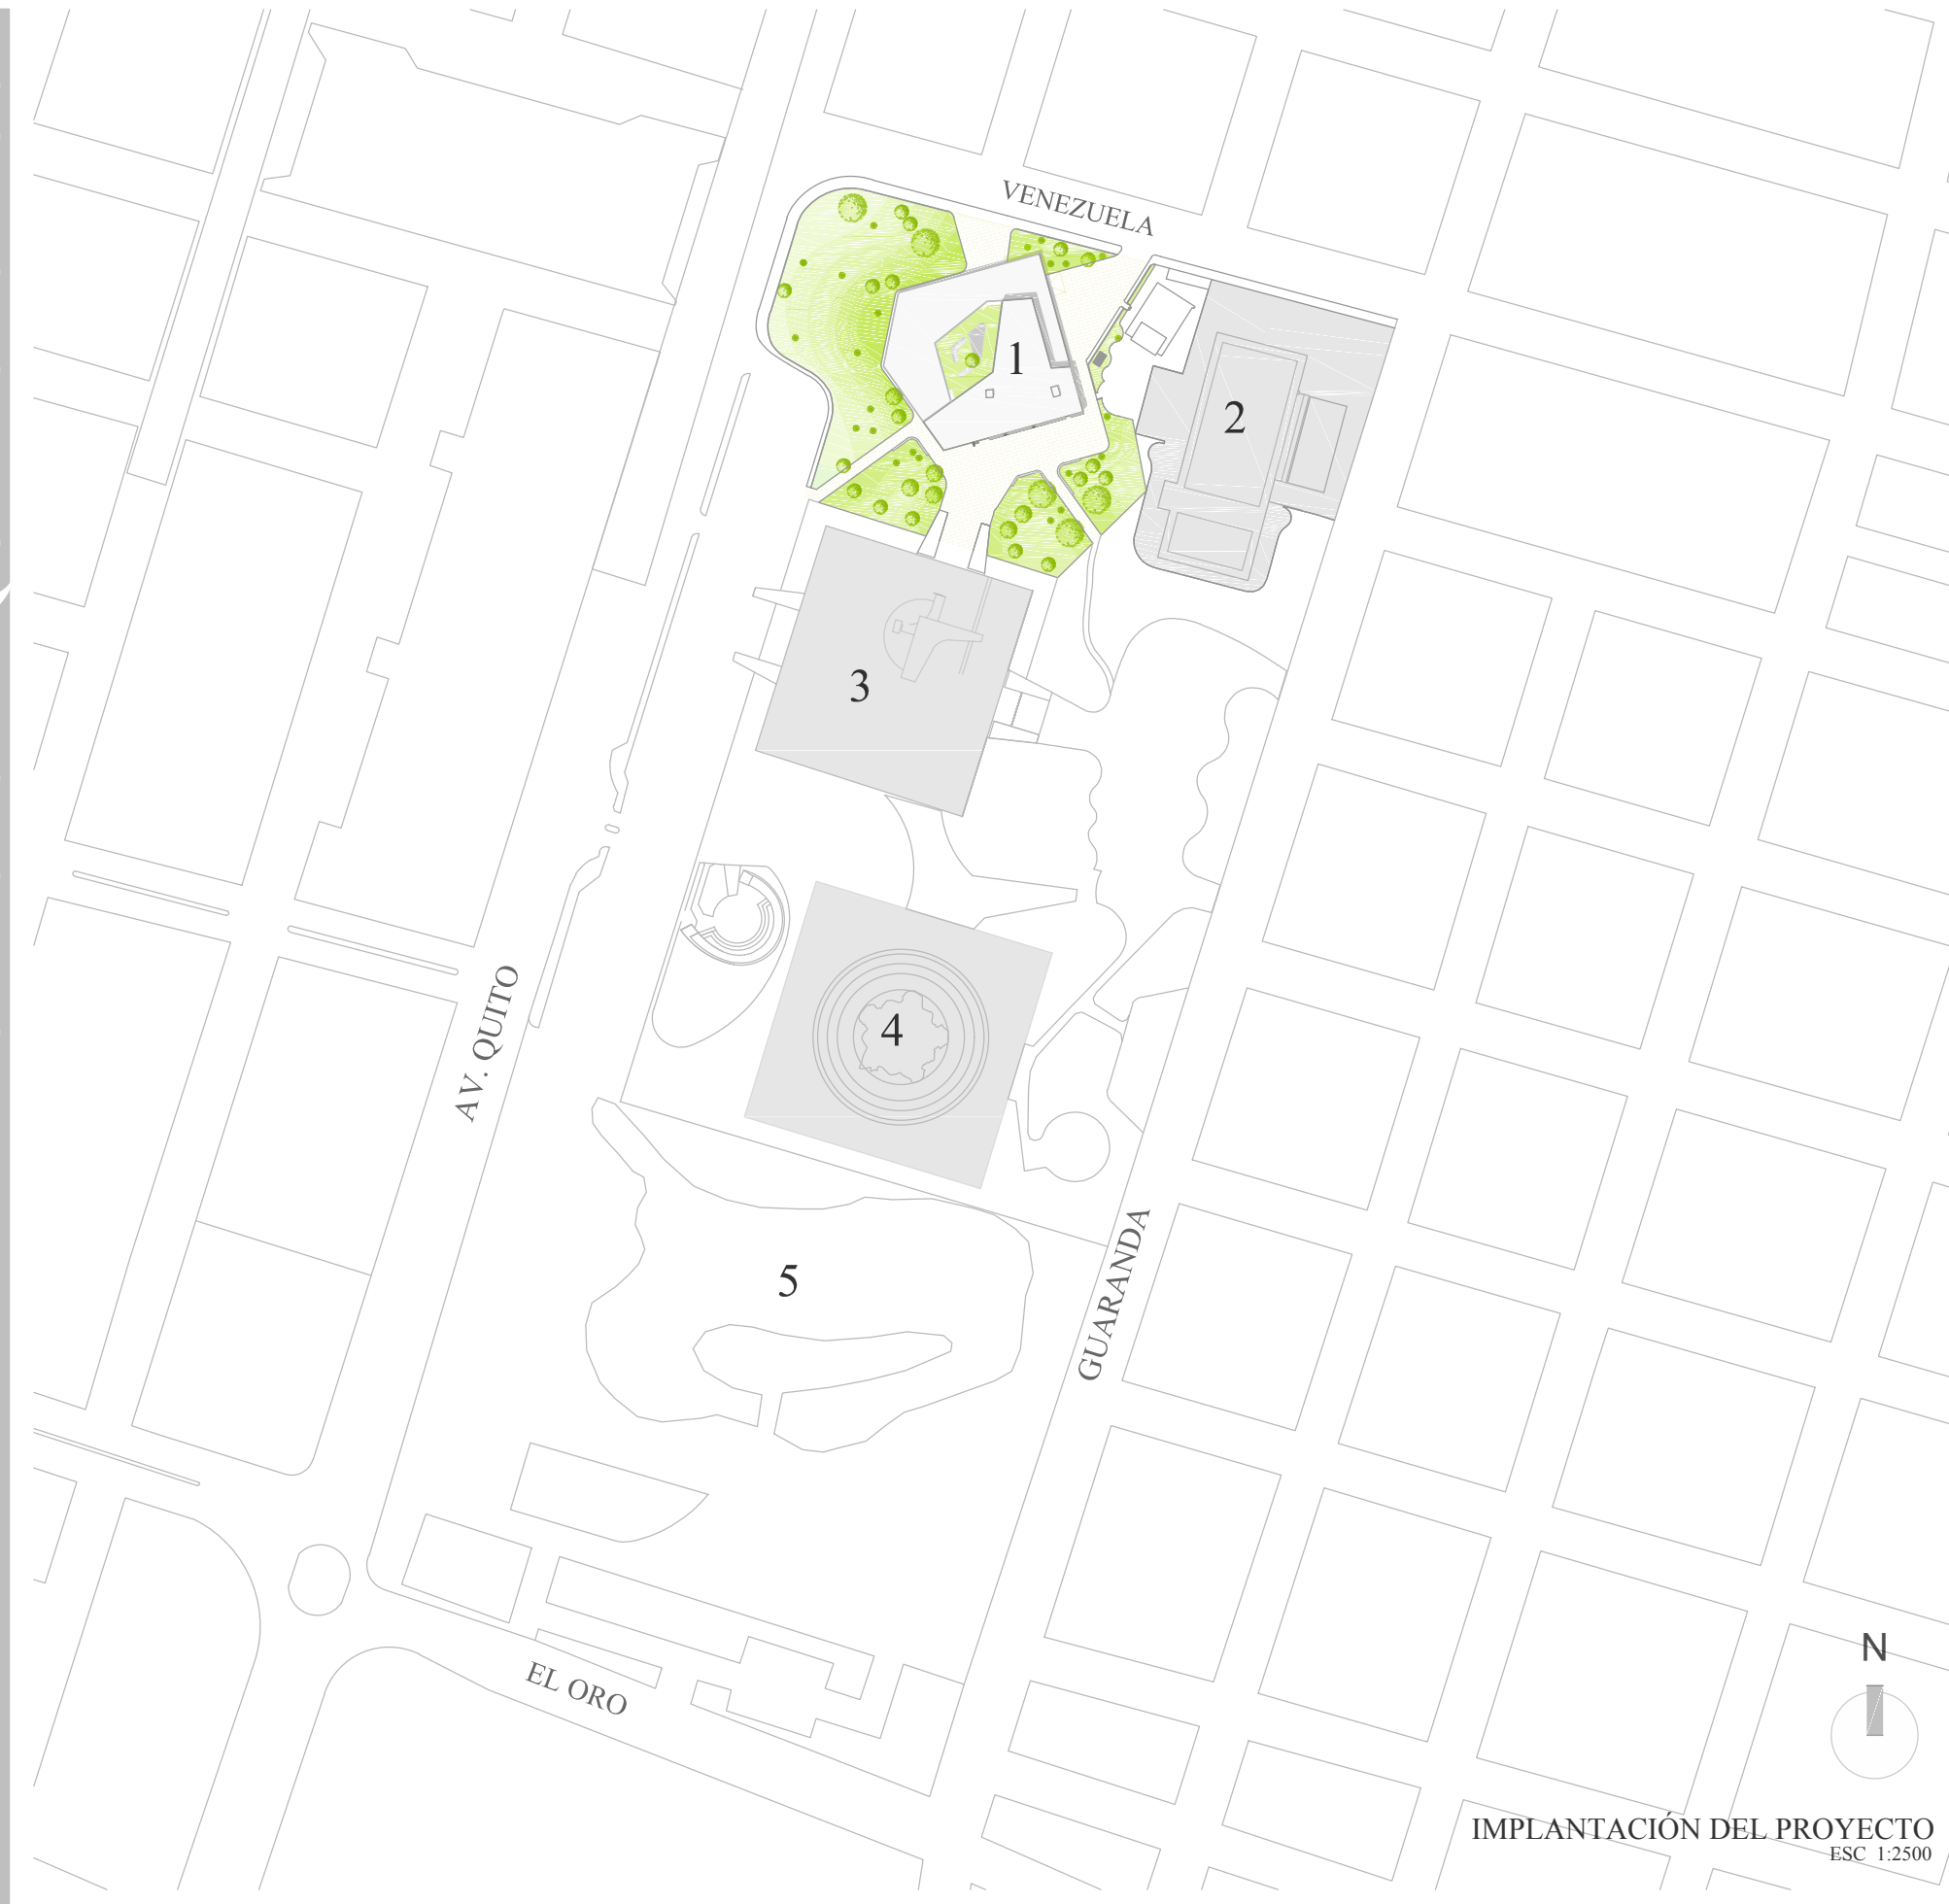 VENEZUELA
1
2
3
4
AV. QUITO
5
GUARANDA
EL ORO
N
IMPLANTACIÓN DEL PROYECTO
ESC 1:2500